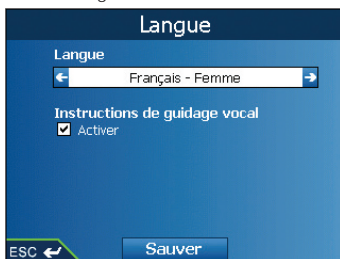 Langue
Langue
Français - Femme
Instructions de guidage vocal
Activer
ESC
Sauver